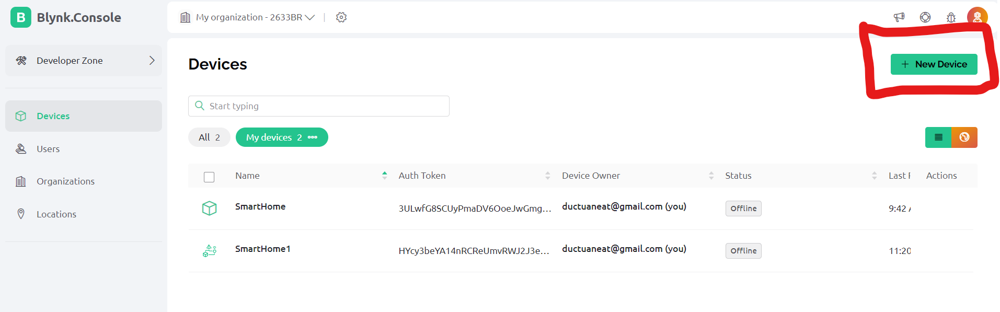 B Blynk.Console
My organization - 2633BR
Developer Zone
Devices
Users
Organizations
Locations
Devices
+ New Device
Start typing
All 2
My devices 2
Name Auth Token Device Owner Status Last Actions
SmartHome 3ULwfG8SCUyPmaDV6OoeJwGmg... ductuaneat@gmail.com (you) Offline 9:42
SmartHome1 HYcy3beYA14nRCReUmvRWJ2J3e... ductuaneat@gmail.com (you) Offline 11:20